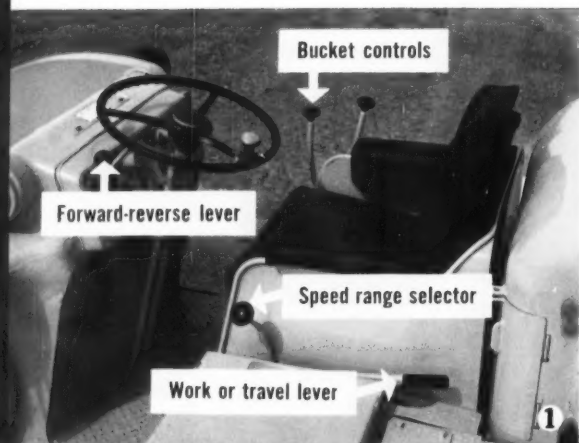 Bucket controls
Forward-reverse lever
Speed range selector
Work or travel lever
1